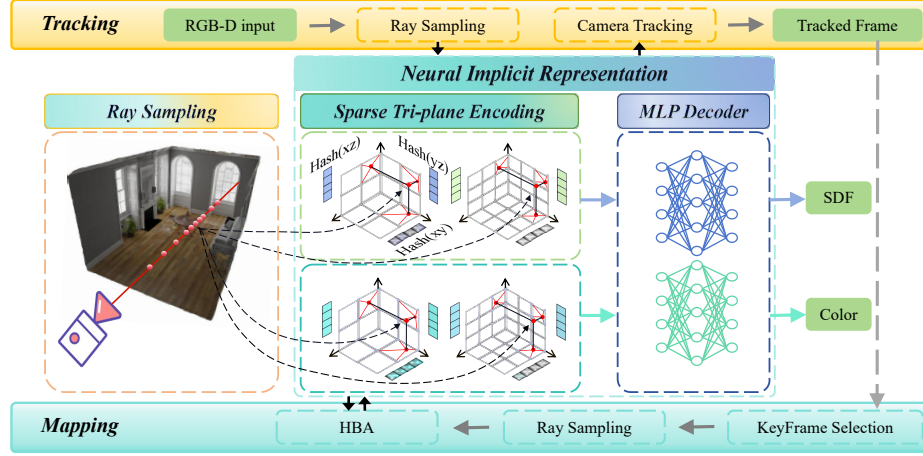 Tracking
RGB-D input
Ray Sampling
Camera Tracking
Tracked Frame
Neural Implicit Representation
Ray Sampling
Sparse Tri-plane Encoding
MLP Decoder
Hash(xz)
Hash(yz)
Hash(xy)
SDF
Color
Mapping
HBA
Ray Sampling
KeyFrame Selection